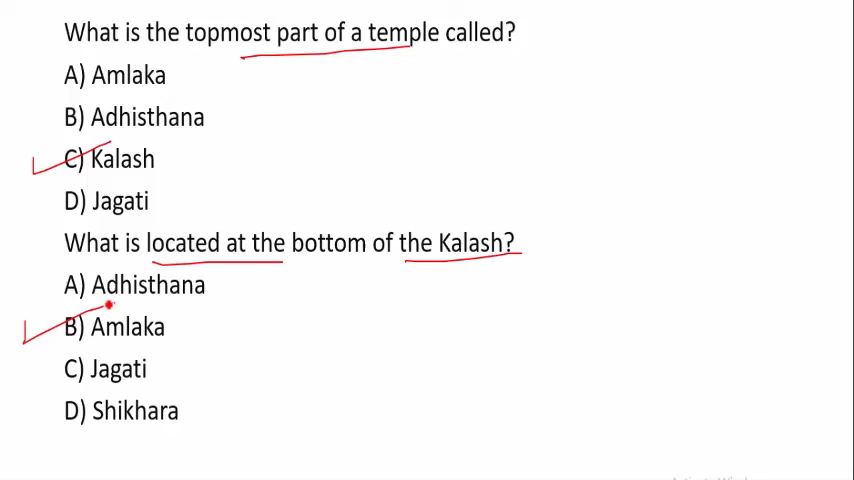 What is the topmost part of a temple called?
A) Amlaka
B) Adhisthana
C) Kalash
D) Jagati
What is located at the bottom of the Kalash?
A) Adhisthana
B) Amlaka
C) Jagati
D) Shikhara